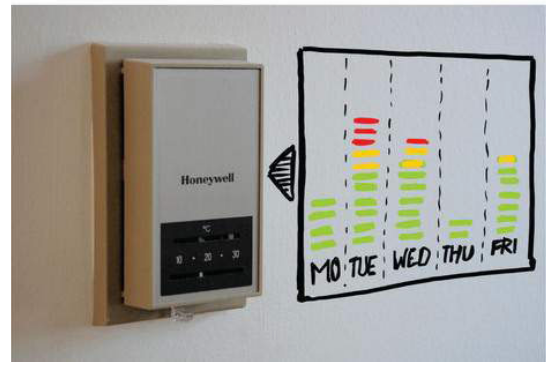 Honeywell
°C
10 • 20 • 30
MO TUE WED THU FRI